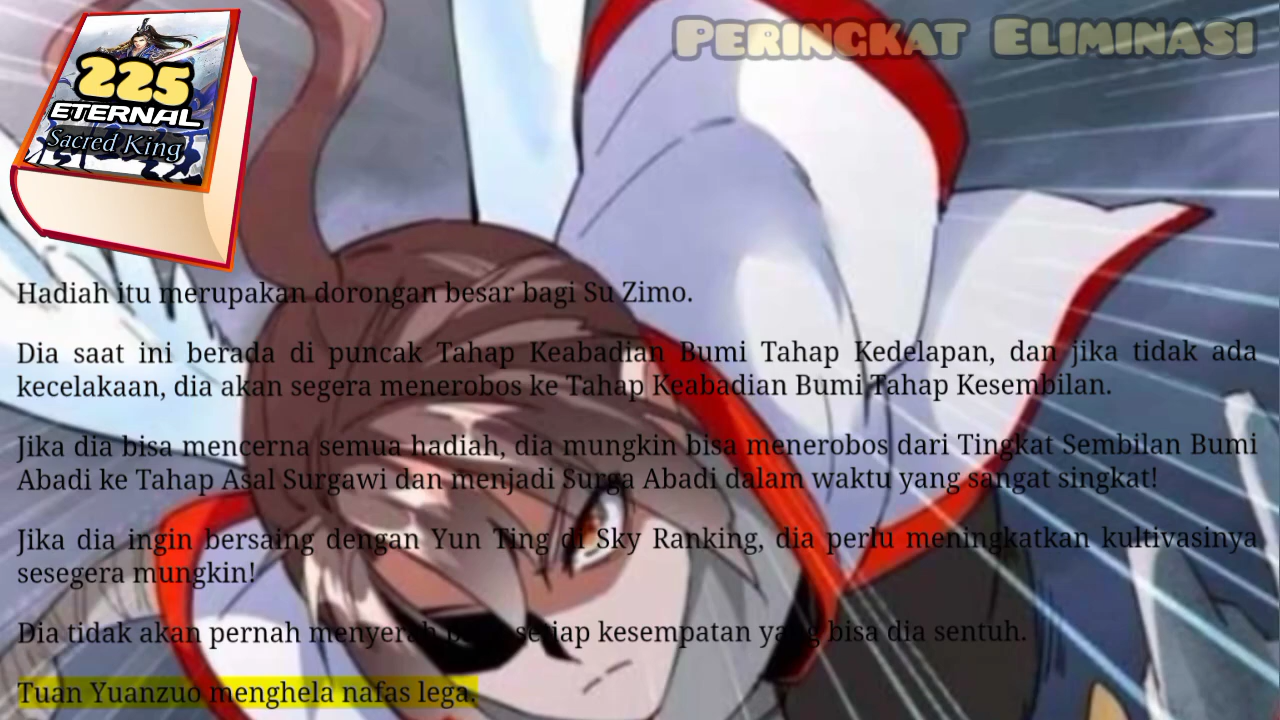 Peringkat Eliminasi
225
ETERNAL
Sacred King
Hadiah itu merupakan dorongan besar bagi Su Zimo.
Dia saat ini berada di puncak Tahap Keabadian Bumi Tahap Kedelapan, dan jika tidak ada
kecelakaan, dia akan segera menerobos ke Tahap Keabadian Bumi Tahap Kesembilan.
Jika dia bisa mencerna semua hadiah, dia mungkin bisa menerobos dari Tingkat Sembilan Bumi
Abadi ke Tahap Asal Surgawi dan menjadi Surga Abadi dalam waktu yang sangat singkat!
Jika dia ingin bersaing dengan Yun Ting di Sky Ranking, dia perlu meningkatkan kultivasinya
sesegera mungkin!
Dia tidak akan pernah menyerah pada setiap kesempatan yang bisa dia sentuh.
Tuan Yuanzuo menghela nafas lega.